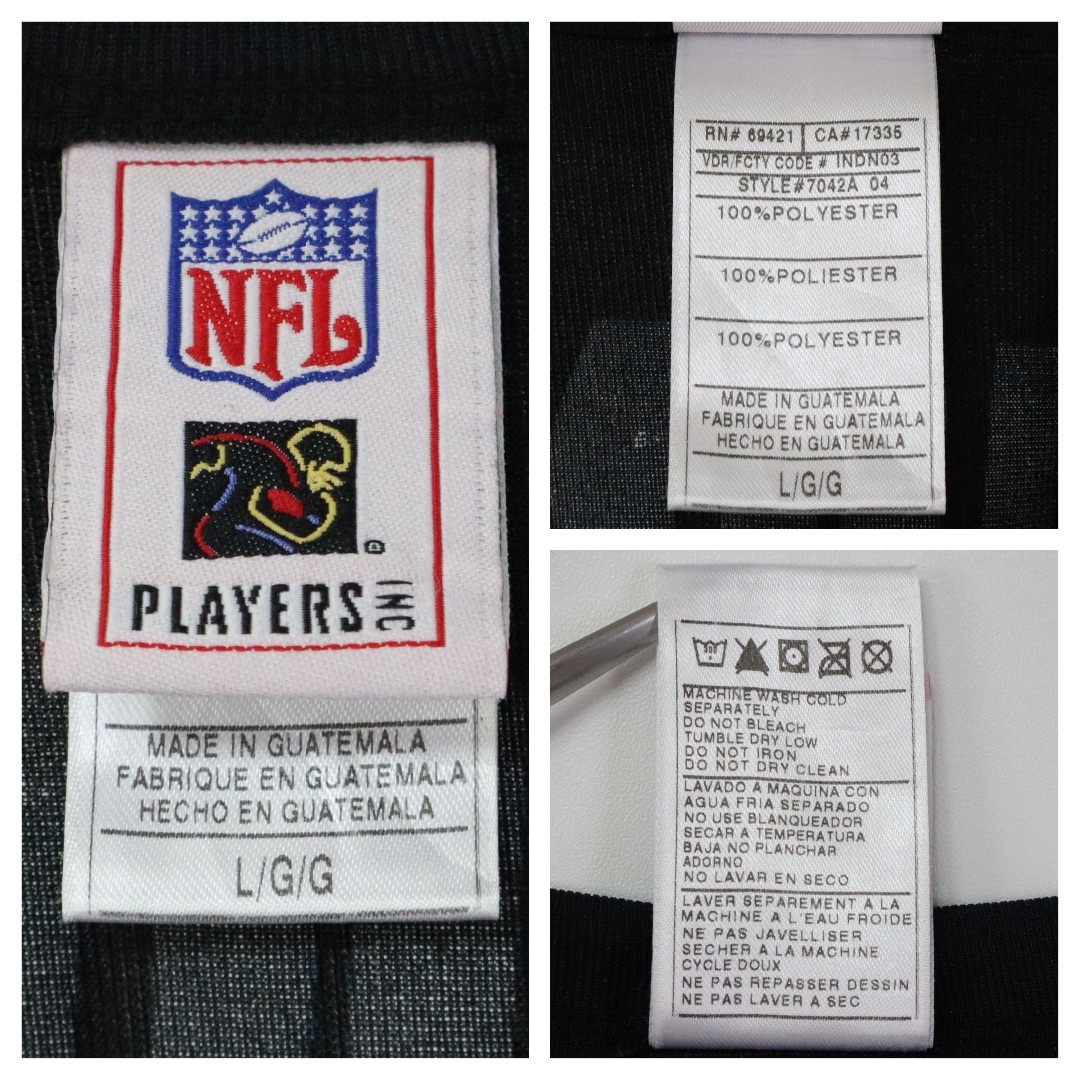 NFL
PLAYERS INC
MADE IN GUATEMALA
FABRIQUE EN GUATEMALA
HECHO EN GUATEMALA
L/G/G
RN# 69421 CA#17335
VDR/FCTY CODE # INDN03
STYLE#7042A 04
100%POLYESTER
100%POLIESTER
100%POLYESTER
MADE IN GUATEMALA
FABRIQUE EN GUATEMALA
HECHO EN GUATEMALA
L/G/G
MACHINE WASH COLD
SEPARATELY
DO NOT BLEACH
TUMBLE DRY LOW
DO NOT IRON
DO NOT DRY CLEAN
LAVADO A MAQUINA CON
AGUA FRIA SEPARADO
NO USE BLANQUEADOR
SECAR A TEMPERATURA
BAJA NO PLANCHAR
ADORNO
NO LAVAR EN SECO
LAVER SEPAREMENT A LA
MACHINE A L'EAU FROIDE
NE PAS JAVELLISER
SECHER A LA MACHINE
CYCLE DOUX
NE PAS REPASSER DESSIN
NE PAS LAVER A SEC